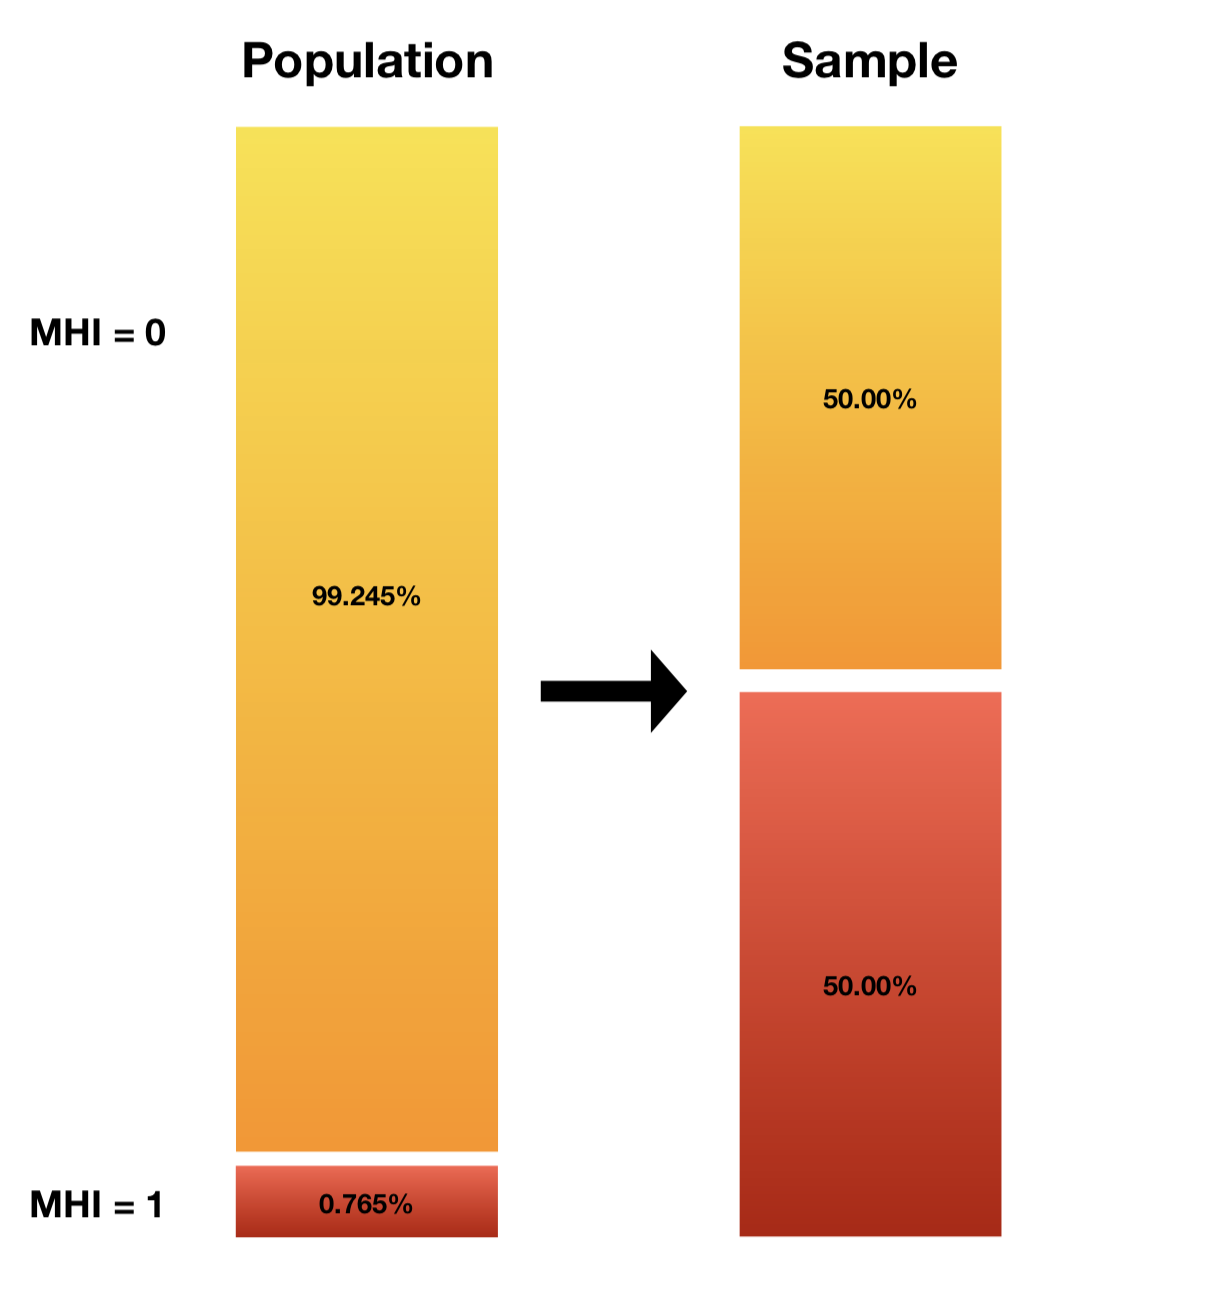 Population
Sample
MHI = 0
50.00%
99.245%
50.00%
MHI = 1
0.765%